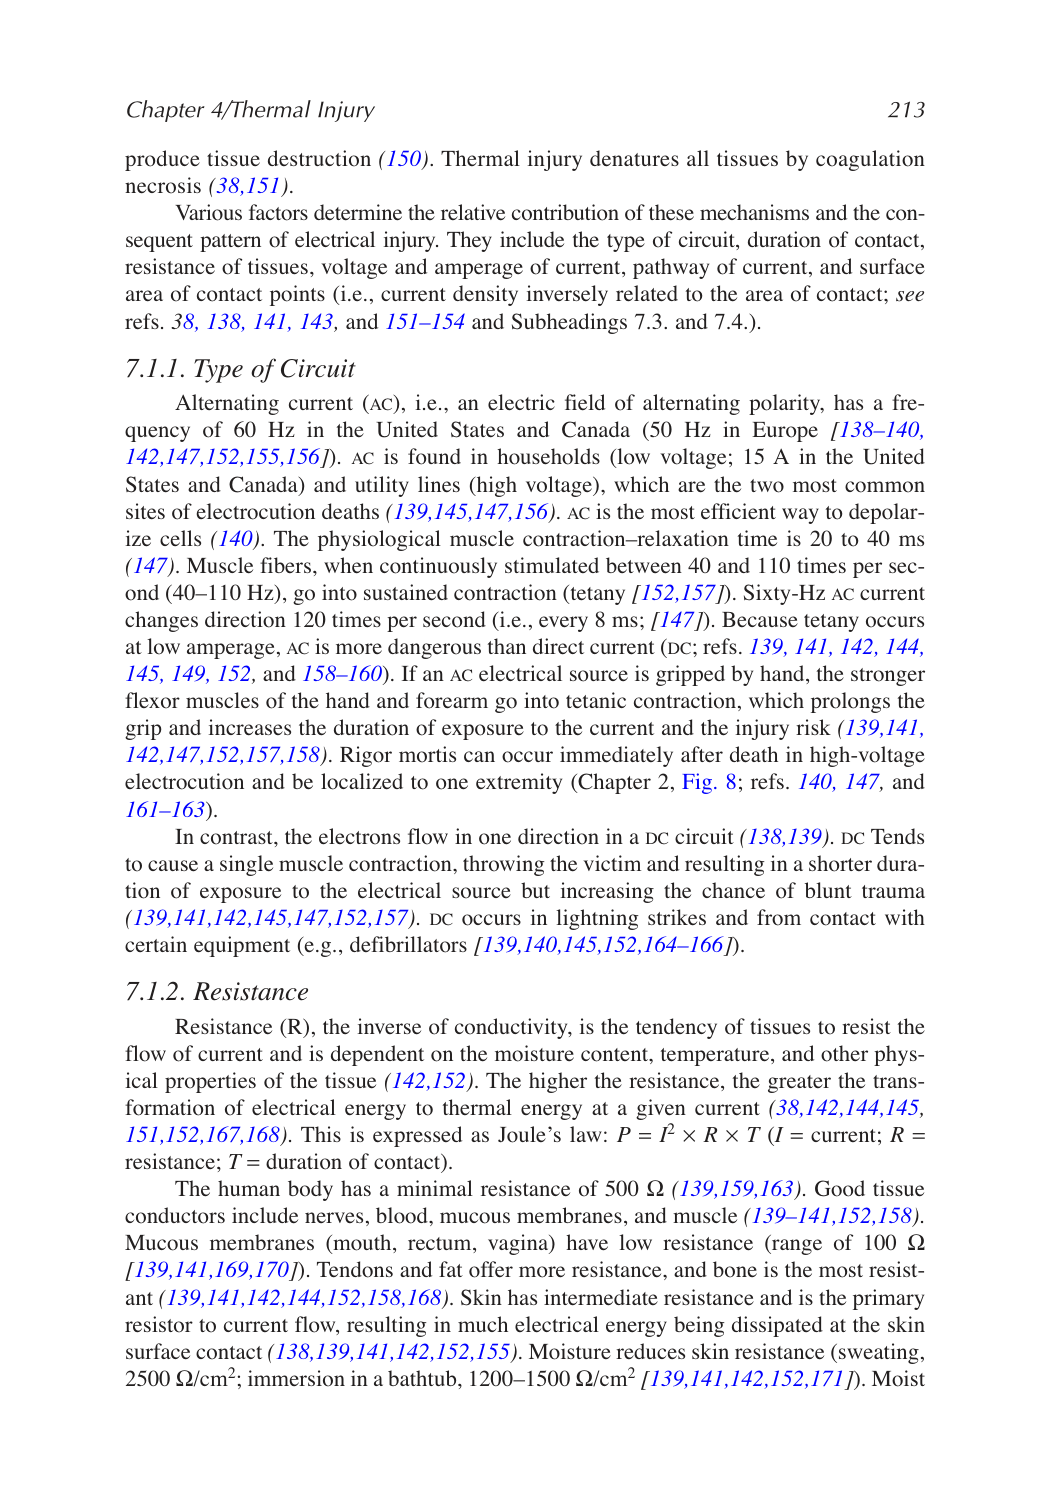 Chapter 4/Thermal Injury 213
produce tissue destruction (150). Thermal injury denatures all tissues by coagulation
necrosis (38,151).
Various factors determine the relative contribution of these mechanisms and the con-
sequent pattern of electrical injury. They include the type of circuit, duration of contact,
resistance of tissues, voltage and amperage of current, pathway of current, and surface
area of contact points (i.e., current density inversely related to the area of contact; see
refs. 38, 138, 141, 143, and 151–154 and Subheadings 7.3. and 7.4.).
7.1.1. Type of Circuit
Alternating current (AC), i.e., an electric field of alternating polarity, has a fre-
quency of 60 Hz in the United States and Canada (50 Hz in Europe [138–140,
142,147,152,155,156]). AC is found in households (low voltage; 15 A in the United
States and Canada) and utility lines (high voltage), which are the two most common
sites of electrocution deaths (139,145,147,156). AC is the most efficient way to depolar-
ize cells (140). The physiological muscle contraction–relaxation time is 20 to 40 ms
(147). Muscle fibers, when continuously stimulated between 40 and 110 times per sec-
ond (40–110 Hz), go into sustained contraction (tetany [152,157]). Sixty-Hz AC current
changes direction 120 times per second (i.e., every 8 ms; [147]). Because tetany occurs
at low amperage, AC is more dangerous than direct current (DC; refs. 139, 141, 142, 144,
145, 149, 152, and 158–160). If an AC electrical source is gripped by hand, the stronger
flexor muscles of the hand and forearm go into tetanic contraction, which prolongs the
grip and increases the duration of exposure to the current and the injury risk (139,141,
142,147,152,157,158). Rigor mortis can occur immediately after death in high-voltage
electrocution and be localized to one extremity (Chapter 2, Fig. 8; refs. 140, 147, and
161–163).
In contrast, the electrons flow in one direction in a DC circuit (138,139). DC Tends
to cause a single muscle contraction, throwing the victim and resulting in a shorter dura-
tion of exposure to the electrical source but increasing the chance of blunt trauma
(139,141,142,145,147,152,157). DC occurs in lightning strikes and from contact with
certain equipment (e.g., defibrillators [139,140,145,152,164–166]).
7.1.2. Resistance
Resistance (R), the inverse of conductivity, is the tendency of tissues to resist the
flow of current and is dependent on the moisture content, temperature, and other phys-
ical properties of the tissue (142,152). The higher the resistance, the greater the trans-
formation of electrical energy to thermal energy at a given current (38,142,144,145,
151,152,167,168). This is expressed as Joule's law: P = I² × R × T (I = current; R =
resistance; T = duration of contact).
The human body has a minimal resistance of 500 Ω (139,159,163). Good tissue
conductors include nerves, blood, mucous membranes, and muscle (139–141,152,158).
Mucous membranes (mouth, rectum, vagina) have low resistance (range of 100 Ω
[139,141,169,170]). Tendons and fat offer more resistance, and bone is the most resist-
ant (139,141,142,144,152,158,168). Skin has intermediate resistance and is the primary
resistor to current flow, resulting in much electrical energy being dissipated at the skin
surface contact (138,139,141,142,152,155). Moisture reduces skin resistance (sweating,
2500 Ω/cm²; immersion in a bathtub, 1200–1500 Ω/cm² [139,141,142,152,171]). Moist